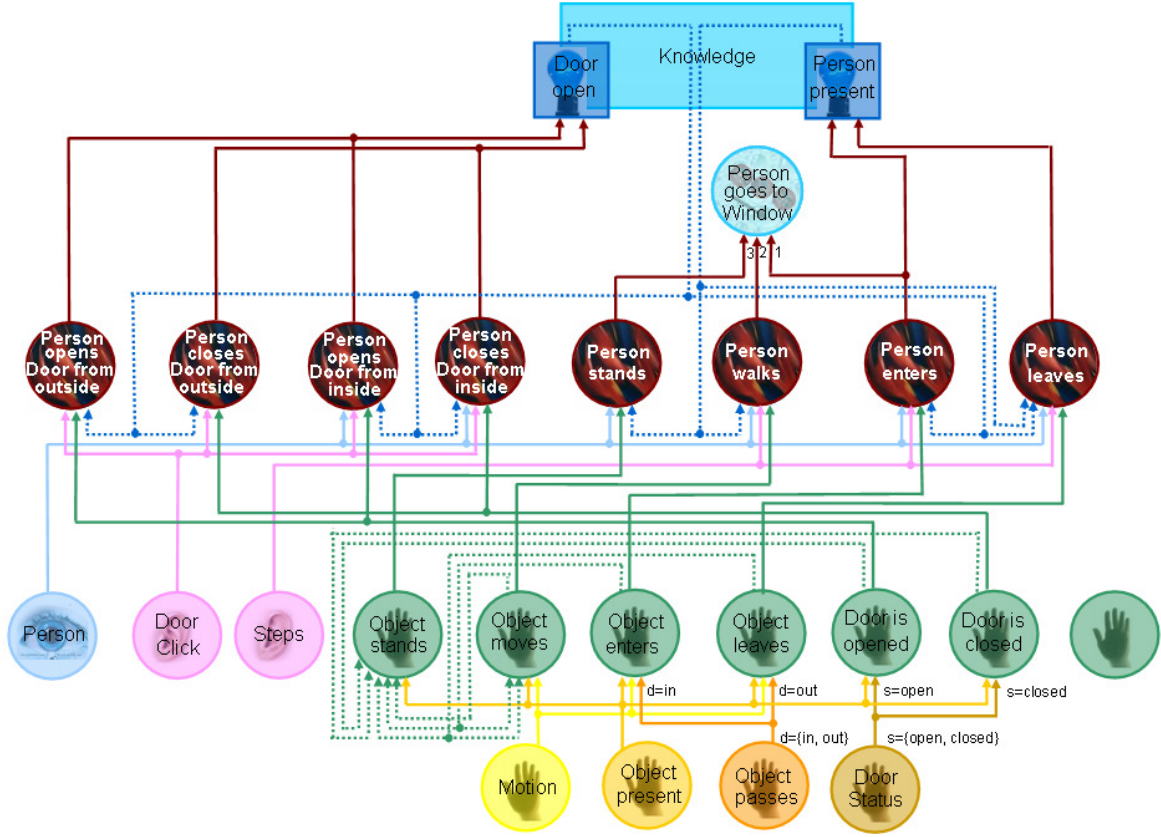 Knowledge
Door
open
Person
present
Person
goes to
Window
3 2 1
Person
opens
Door from
outside
Person
closes
Door from
outside
Person
opens
Door from
inside
Person
closes
Door from
inside
Person
stands
Person
walks
Person
enters
Person
leaves
Person
Door
Click
Steps
Object
stands
Object
moves
Object
enters
Object
leaves
Door is
opened
Door is
closed
d=in
d=out
s=open
s=closed
d={in, out}
s={open, closed}
Motion
Object
present
Object
passes
Door
Status